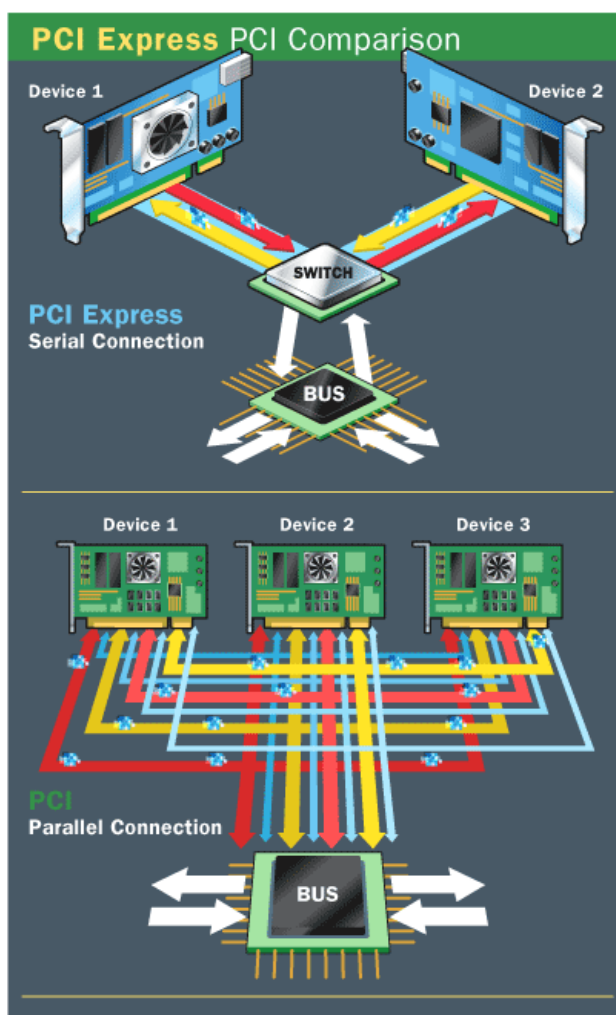 PCI Express PCI Comparison
Device 1
Device 2
SWITCH
PCI Express
Serial Connection
BUS
Device 1
Device 2
Device 3
PCI
Parallel Connection
BUS